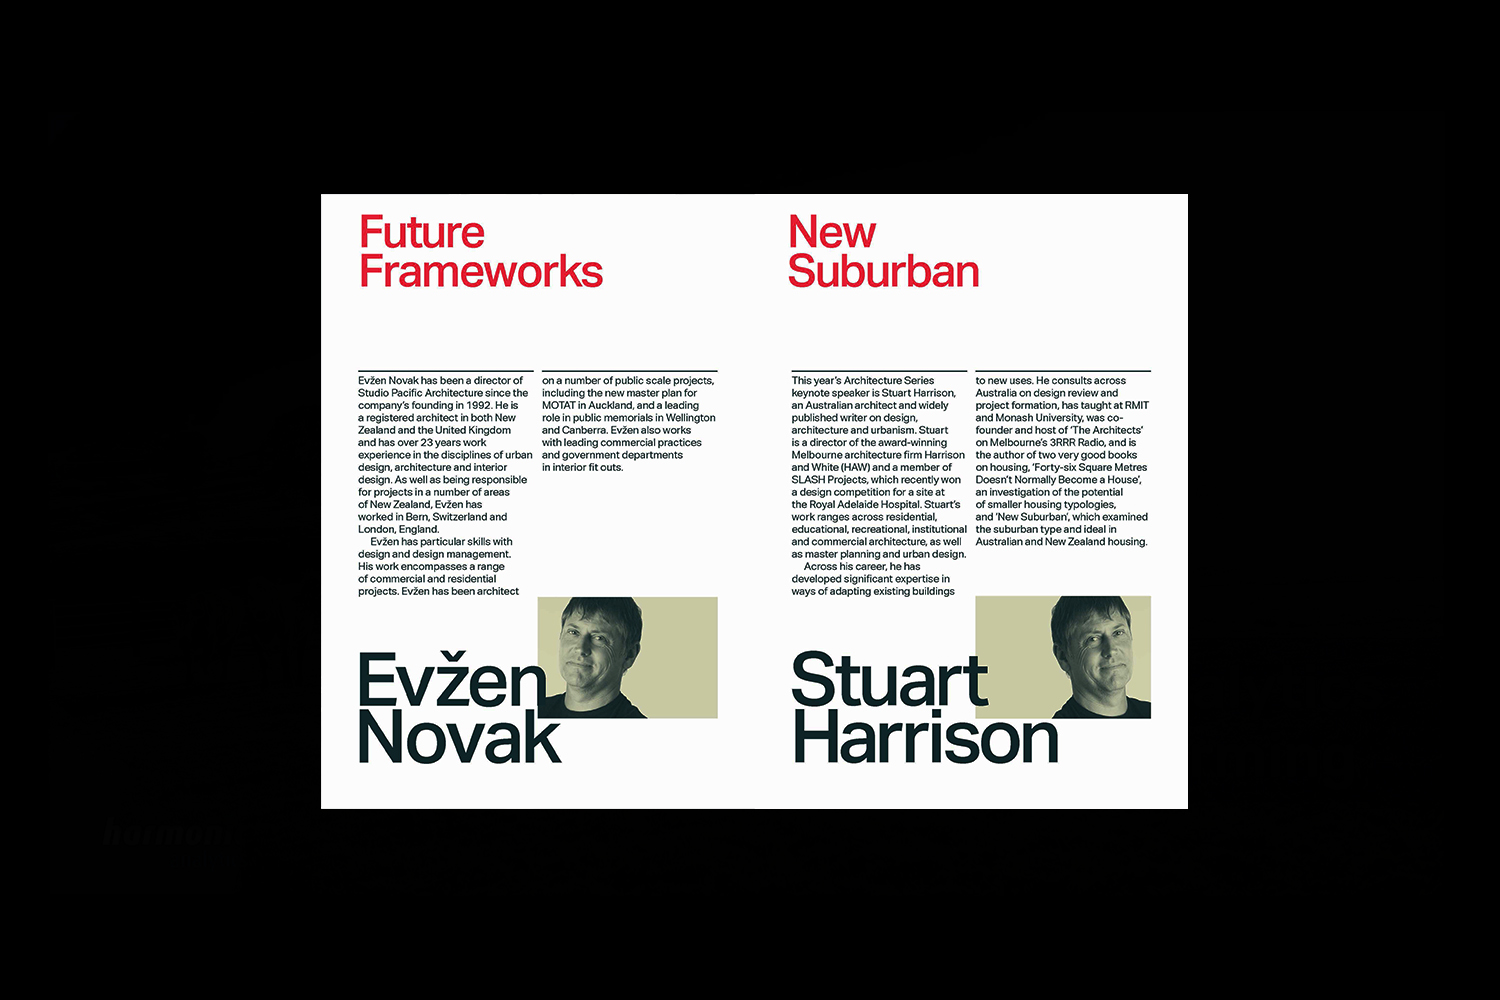 Future
Frameworks
Evžen Novak has been a director of
Studio Pacific Architecture since the
company's founding in 1992. He is
a registered architect in both New
Zealand and the United Kingdom
and has over 23 years work
experience in the disciplines of urban
design, architecture and interior
design. As well as being responsible
for projects in a number of areas
of New Zealand, Evžen has
worked in Bern, Switzerland and
London, England.
Evžen has particular skills with
design and design management.
His work encompasses a range
of commercial and residential
projects. Evžen has been architect
on a number of public scale projects,
including the new master plan for
MOTAT in Auckland, and a leading
role in public memorials in Wellington
and Canberra. Evžen also works
with leading commercial practices
and government departments
in interior fit outs.
Evžen
Novak
New
Suburban
This year's Architecture Series
keynote speaker is Stuart Harrison,
an Australian architect and widely
published writer on design,
architecture and urbanism. Stuart
is a director of the award-winning
Melbourne architecture firm Harrison
and White (HAW) and a member of
SLASH Projects, which recently won
a design competition for a site at
the Royal Adelaide Hospital. Stuart's
work ranges across residential,
educational, recreational, institutional
and commercial architecture, as well
as master planning and urban design.
Across his career, he has
developed significant expertise in
ways of adapting existing buildings
to new uses. He consults across
Australia on design review and
project formation, has taught at RMIT
and Monash University, was co-
founder and host of 'The Architects'
on Melbourne's 3RRR Radio, and is
the author of two very good books
on housing, 'Forty-six Square Metres
Doesn't Normally Become a House',
an investigation of the potential
of smaller housing typologies,
and 'New Suburban', which examined
the suburban type and ideal in
Australian and New Zealand housing.
Stuart
Harrison